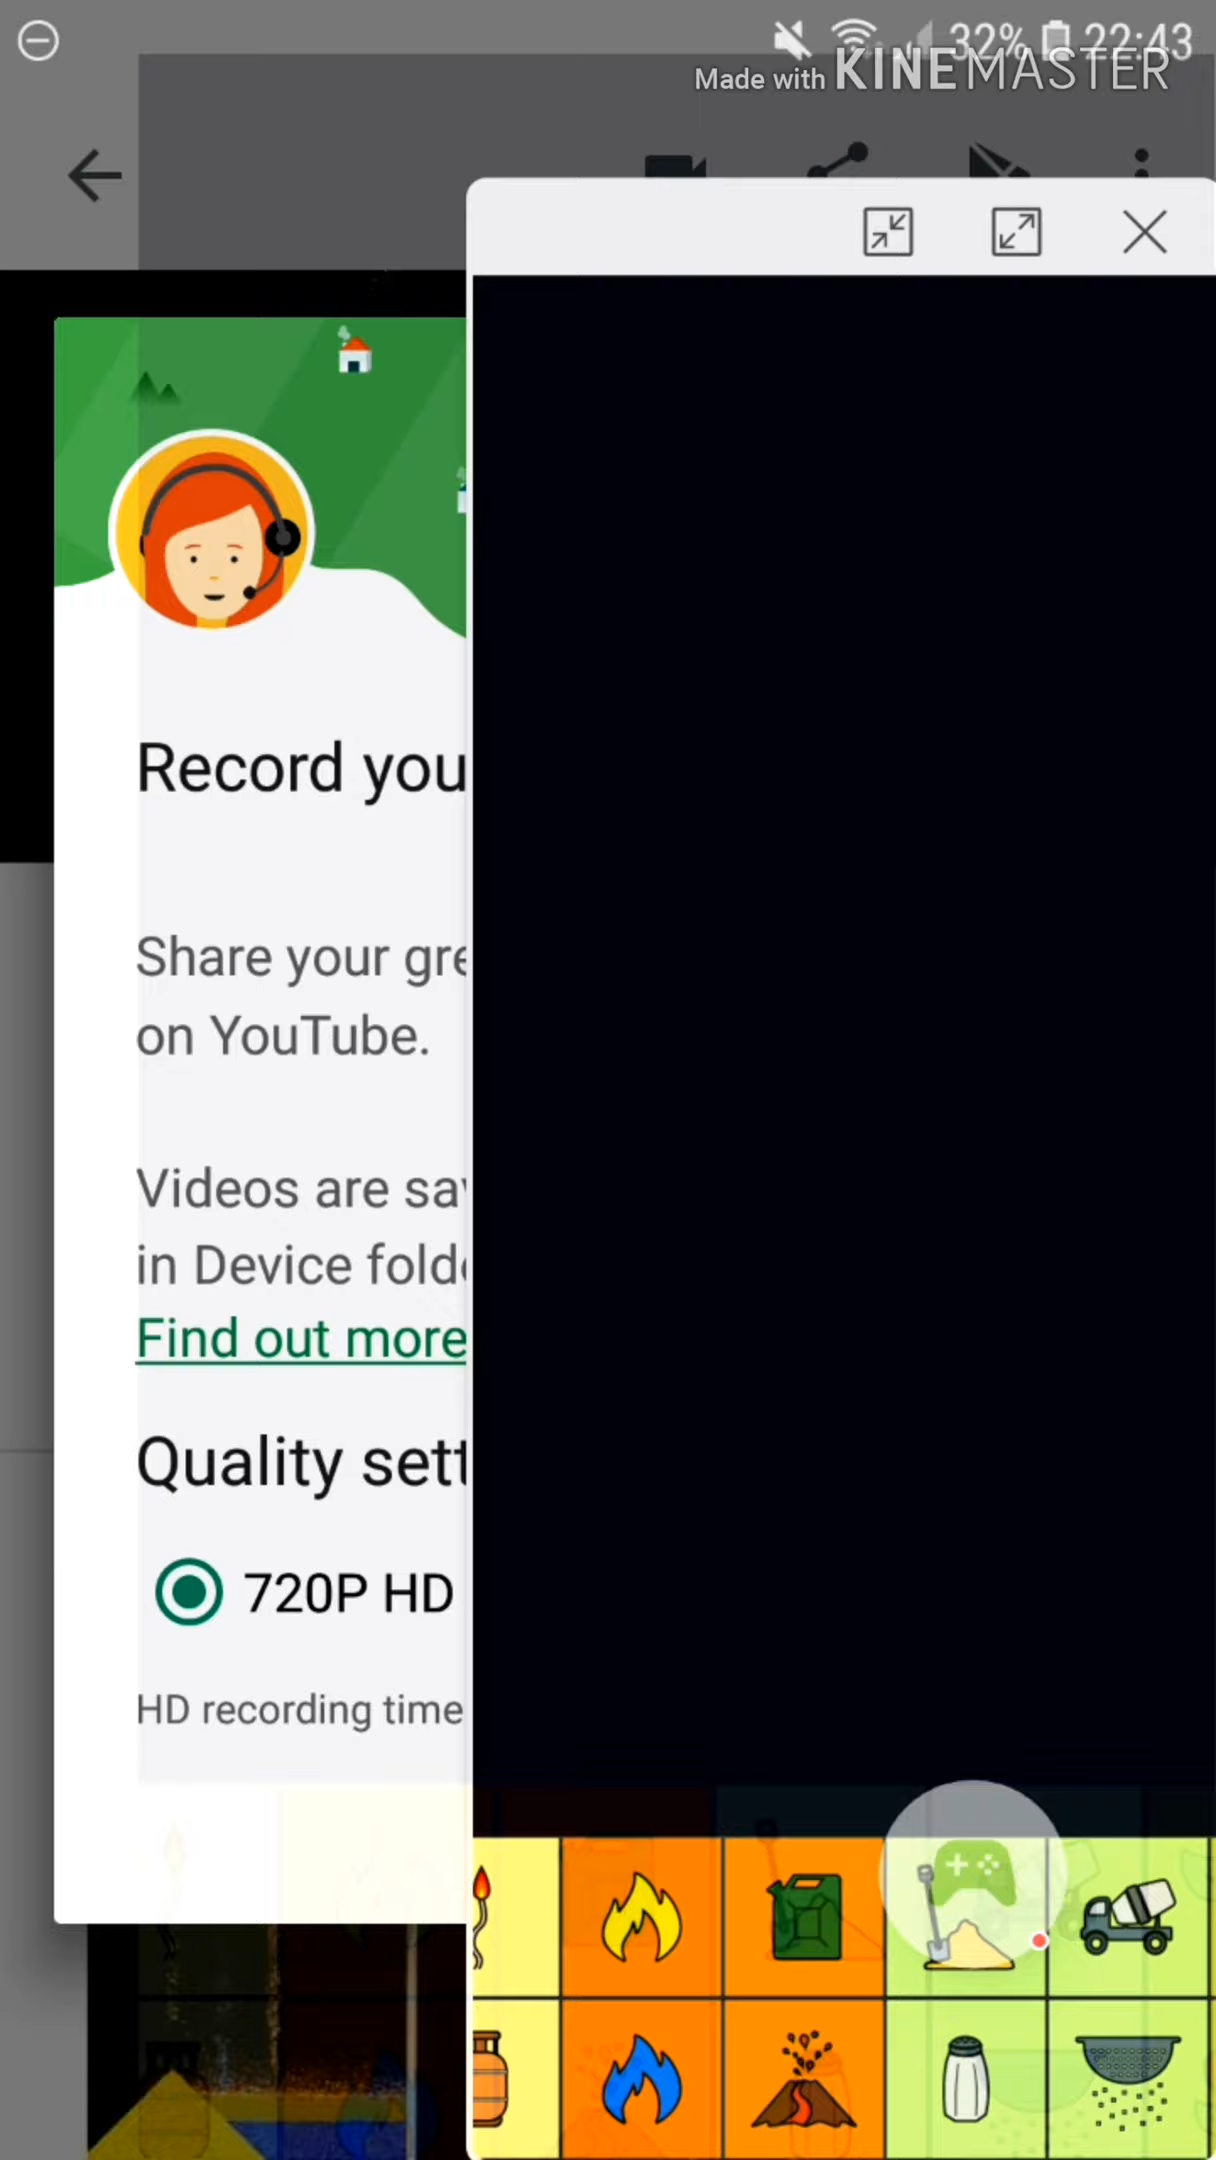 32% 22:43
Made with KINEMASTER
Record you
Share your gre
on YouTube.
Videos are sa
in Device fold
Find out more
Quality sett
720P HD
HD recording time